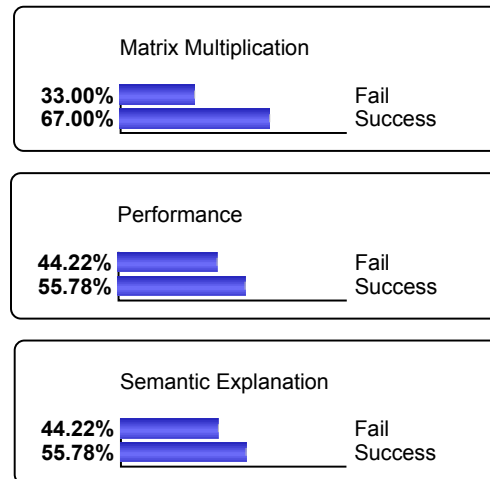 Matrix Multiplication
33.00% Fail
67.00% Success
Performance
44.22% Fail
55.78% Success
Semantic Explanation
44.22% Fail
55.78% Success